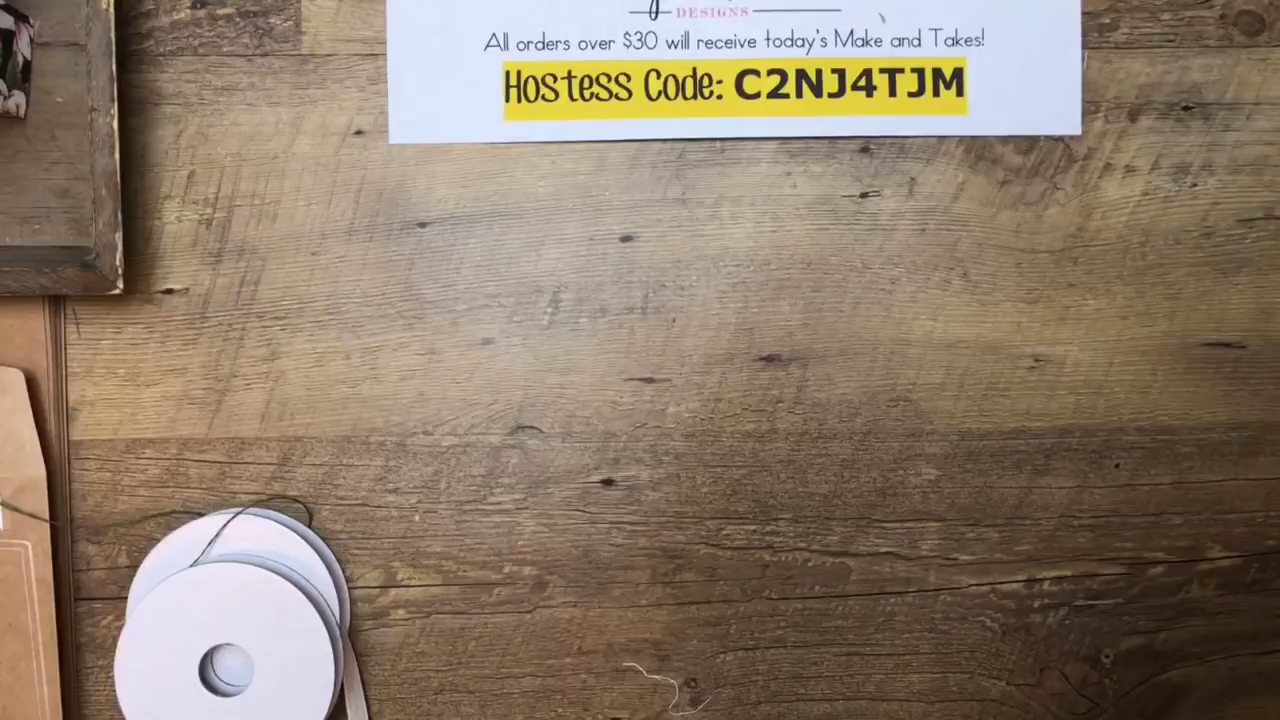 DESIGNS
All orders over $30 will receive today's Make and Takes!
Hostess Code: C2NJ4TJM